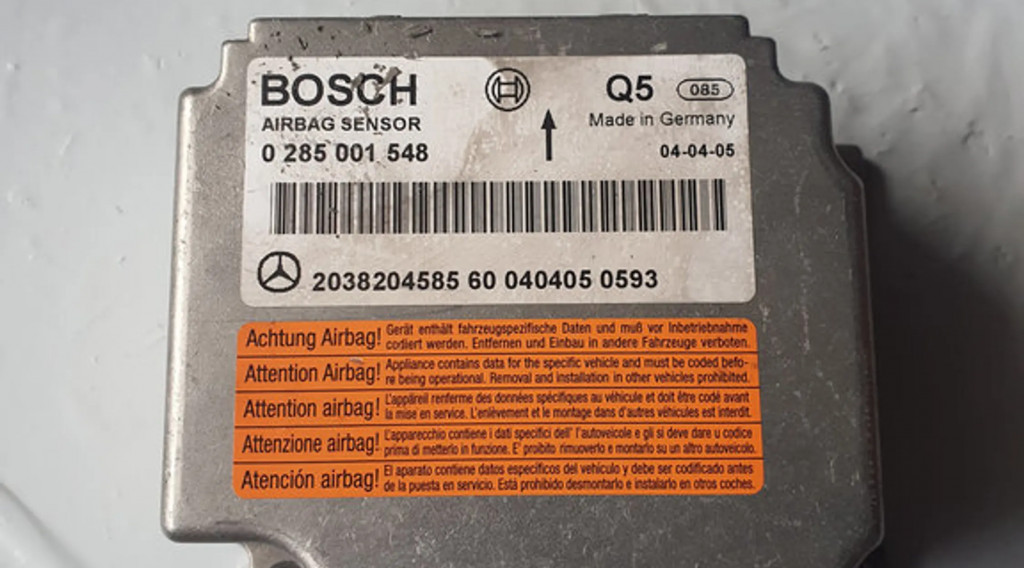 BOSCH
Q5 085
AIRBAG SENSOR
Made in Germany
0 285 001 548
04-04-05
2038204585 60 040405 0593
Achtung Airbag! Gerät enthält fahrzeugspezifische Daten und muß vor Inbetriebnahme
codiert werden. Entfernen und Einbau in andere Fahrzeuge verboten.
Attention Airbag! Appliance contains data for the specific vehicle and must be coded befo-
re being operational. Removal and installation in other vehicles prohibited.
Attention airbag! L'appareil renferme des données spécifiques au véhicule et doit être codé avant
la mise en service. L'enlèvement et le montage dans d'autres véhicules est interdit.
Attenzione airbag! L'apparecchio contiene i dati specifici dell' l'autoveicole e gli si deve dare u codice
prima di metterlo in funzione. E' proibito rimuoverlo e montarlo su un altro autoveicolo.
Atención airbag! El aparato contiene datos específicos del vehículo y debe ser codificado antes
de la puesta en servicio. Está prohibido desmontarlo e instalarlo en otros coches.